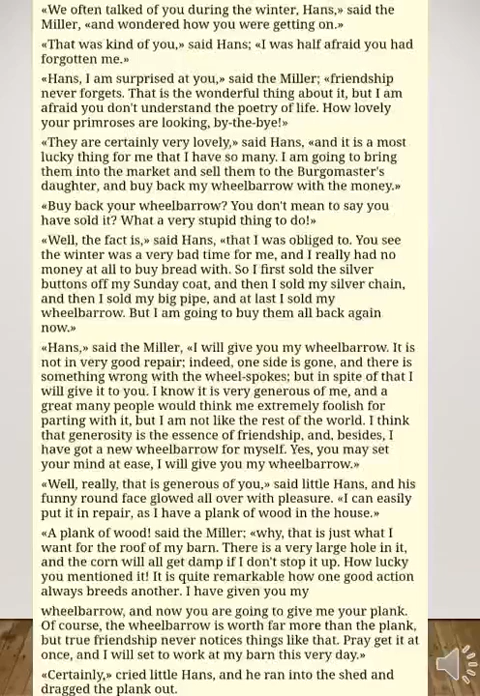 «We often talked of you during the winter, Hans,» said the
Miller, «and wondered how you were getting on.»
«That was kind of you,» said Hans; «I was half afraid you had
forgotten me.»
«Hans, I am surprised at you,» said the Miller; «friendship
never forgets. That is the wonderful thing about it, but I am
afraid you don't understand the poetry of life. How lovely
your primroses are looking, by-the-bye!»
«They are certainly very lovely,» said Hans, «and it is a most
lucky thing for me that I have so many. I am going to bring
them into the market and sell them to the Burgomaster's
daughter, and buy back my wheelbarrow with the money.»
«Buy back your wheelbarrow? You don't mean to say you
have sold it? What a very stupid thing to do!»
«Well, the fact is,» said Hans, «that I was obliged to. You see
the winter was a very bad time for me, and I really had no
money at all to buy bread with. So I first sold the silver
buttons off my Sunday coat, and then I sold my silver chain,
and then I sold my big pipe, and at last I sold my
wheelbarrow. But I am going to buy them all back again
now.»
«Hans,» said the Miller, «I will give you my wheelbarrow. It is
not in very good repair; indeed, one side is gone, and there is
something wrong with the wheel-spokes; but in spite of that I
will give it to you. I know it is very generous of me, and a
great many people would think me extremely foolish for
parting with it, but I am not like the rest of the world. I think
that generosity is the essence of friendship, and, besides, I
have got a new wheelbarrow for myself. Yes, you may set
your mind at ease, I will give you my wheelbarrow.»
«Well, really, that is generous of you,» said little Hans, and his
funny round face glowed all over with pleasure. «I can easily
put it in repair, as I have a plank of wood in the house.»
«A plank of wood! said the Miller; «why, that is just what I
want for the roof of my barn. There is a very large hole in it,
and the corn will all get damp if I don't stop it up. How lucky
you mentioned it! It is quite remarkable how one good action
always breeds another. I have given you my
wheelbarrow, and now you are going to give me your plank.
Of course, the wheelbarrow is worth far more than the plank,
but true friendship never notices things like that. Pray get it at
once, and I will set to work at my barn this very day.»
«Certainly,» cried little Hans, and he ran into the shed and
dragged the plank out.